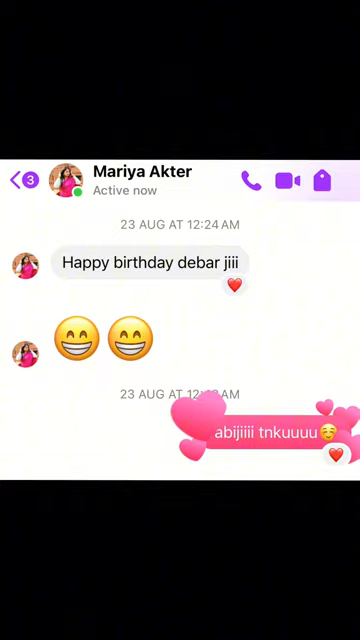 3
Mariya Akter
Active now
23 AUG AT 12:24 AM
Happy birthday debar jiii
23 AUG AT AM
abijiiii tnkuuuu